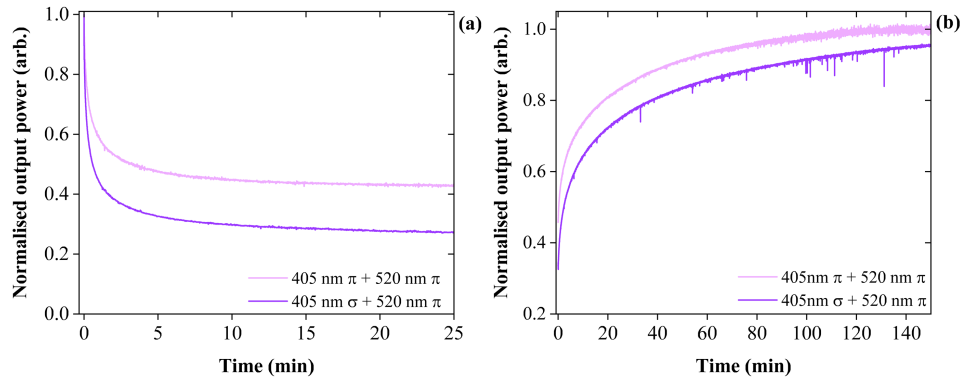 (a)
Normalised output power (arb.)
1.0
0.8
0.6
0.4
0.2
0.0
405 nm π + 520 nm π
405 nm σ + 520 nm π
0 5 10 15 20 25
Time (min)
(b)
Normalised output power (arb.)
1.0
0.8
0.6
0.4
0.2
405nm π + 520 nm π
405nm σ + 520 nm π
0 20 40 60 80 100 120 140
Time (min)